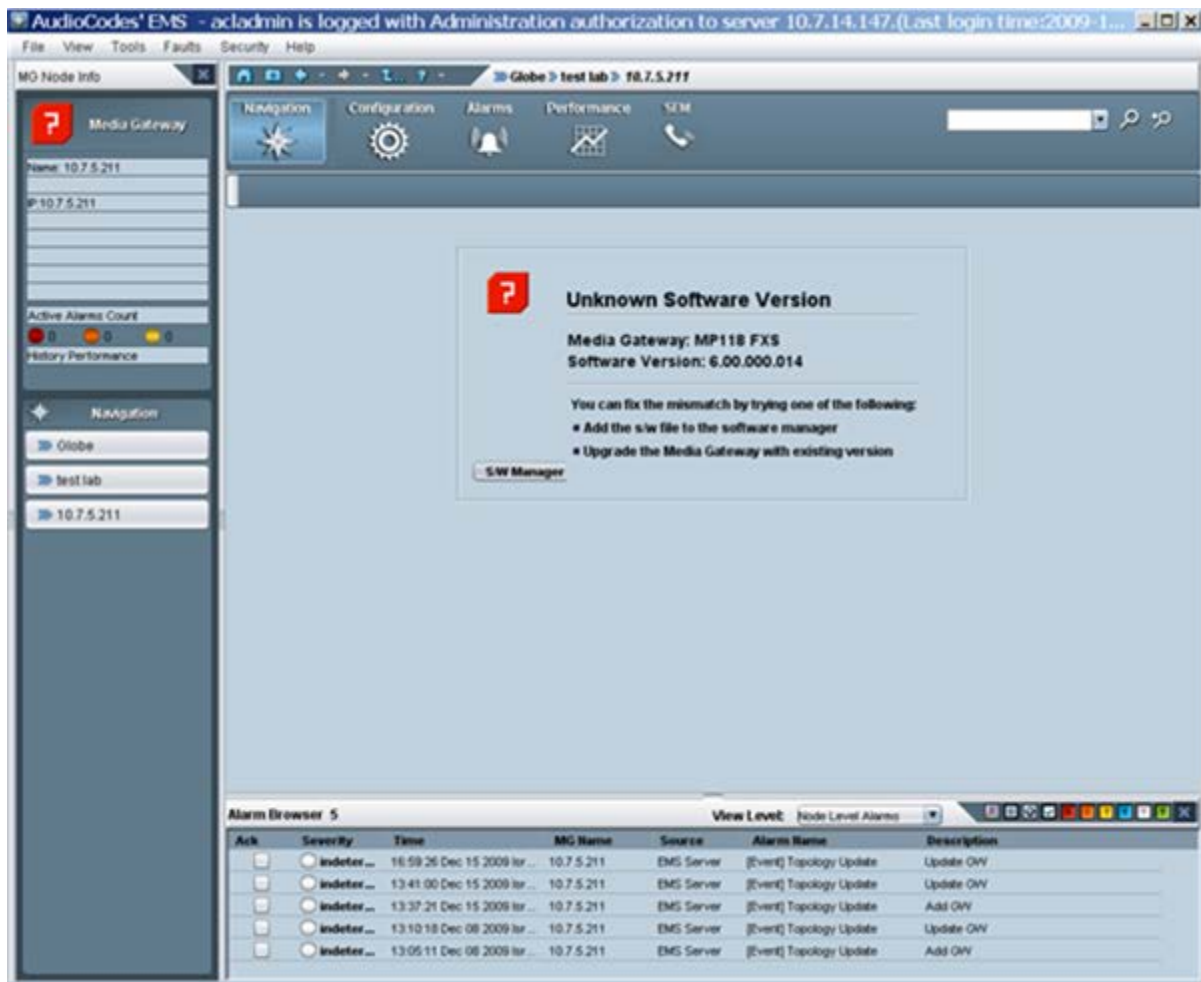 AudioCodes' EMS - acladmin is logged with Administration authorization to server 10.7.14.147.(Last login time:2009-1...
File View Tools Faults Security Help
MG Node Info
Globe test lab 10.7.5.211
Media Gateway
Navigation Configuration Alarms Performance SEM
Name: 10.7.5.211
IP:10.7.5.211
Unknown Software Version
Media Gateway: MP118 FXS
Software Version: 6.00.000.014
Active Alarms Count
0 0 0
History Performance
You can fix the mismatch by trying one of the following:
Add the s/w file to the software manager
Upgrade the Media Gateway with existing version
S/W Manager
Navigation
Globe
test lab
10.7.5.211
Alarm Browser 5 View Level: Node Level Alarms
Ack Severity Time MG Name Source Alarm Name Description
indeter... 16:59:26 Dec 15 2009 Isr... 10.7.5.211 EMS Server [Event] Topology Update Update GW
indeter... 13:41:00 Dec 15 2009 Isr... 10.7.5.211 EMS Server [Event] Topology Update Update GW
indeter... 13:37:21 Dec 15 2009 Isr... 10.7.5.211 EMS Server [Event] Topology Update Add GW
indeter... 13:10:18 Dec 08 2009 Isr... 10.7.5.211 EMS Server [Event] Topology Update Update GW
indeter... 13:05:11 Dec 08 2009 Isr... 10.7.5.211 EMS Server [Event] Topology Update Add GW